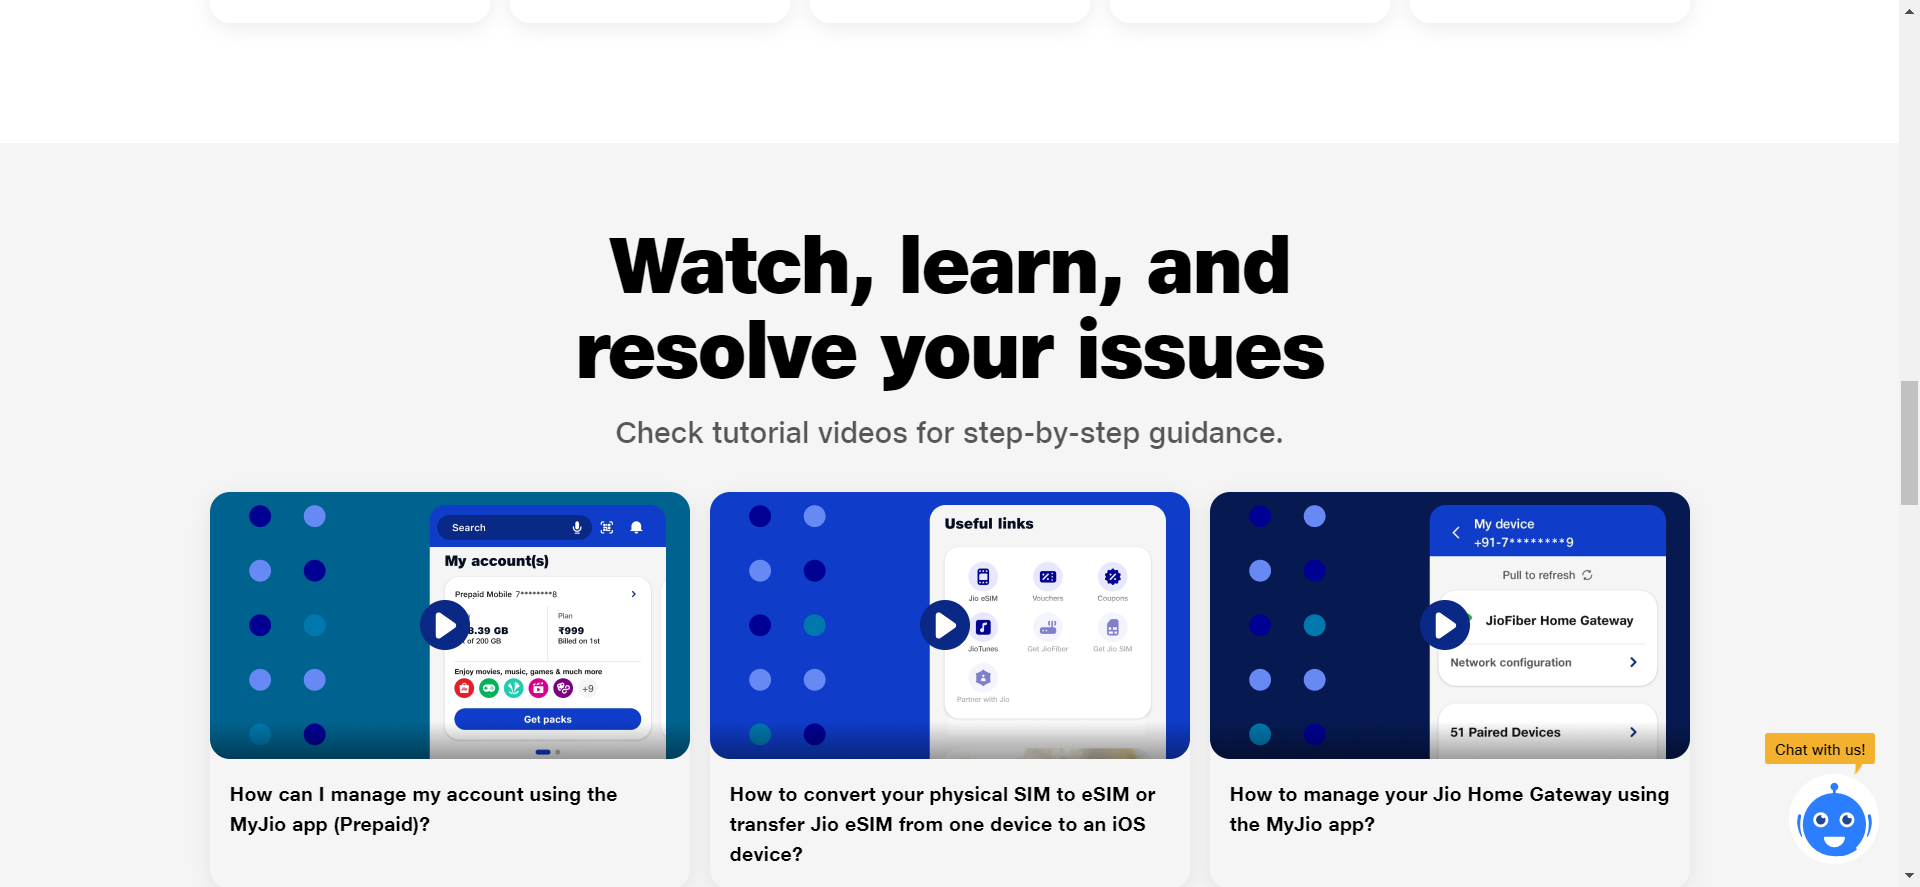 Watch, learn, and
resolve your issues
Check tutorial videos for step-by-step guidance.
Search
My account(s)
Prepaid Mobile 7********8
Plan
8.39 GB
₹999
of 200 GB
Billed on 1st
Enjoy movies, music, games & much more
+9
Get packs
How can I manage my account using the
MyJio app (Prepaid)?
Useful links
Jio eSIM
Vouchers
Coupons
JioTunes
Get JioFiber
Get Jio SIM
Partner with Jio
How to convert your physical SIM to eSIM or
transfer Jio eSIM from one device to an iOS
device?
My device
+91-7********9
Pull to refresh
JioFiber Home Gateway
Network configuration
51 Paired Devices
How to manage your Jio Home Gateway using
the MyJio app?
Chat with us!